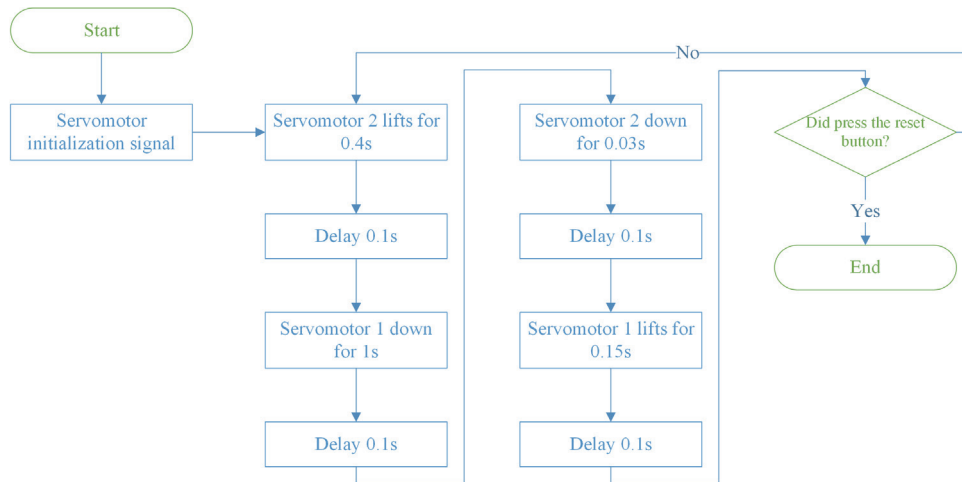 Start
Servomotor
initialization signal
Servomotor 2 lifts for
0.4s
Delay 0.1s
Servomotor 1 down
for 1s
Delay 0.1s
Servomotor 2 down
for 0.03s
Delay 0.1s
Servomotor 1 lifts for
0.15s
Delay 0.1s
No
Did press the reset
button?
Yes
End